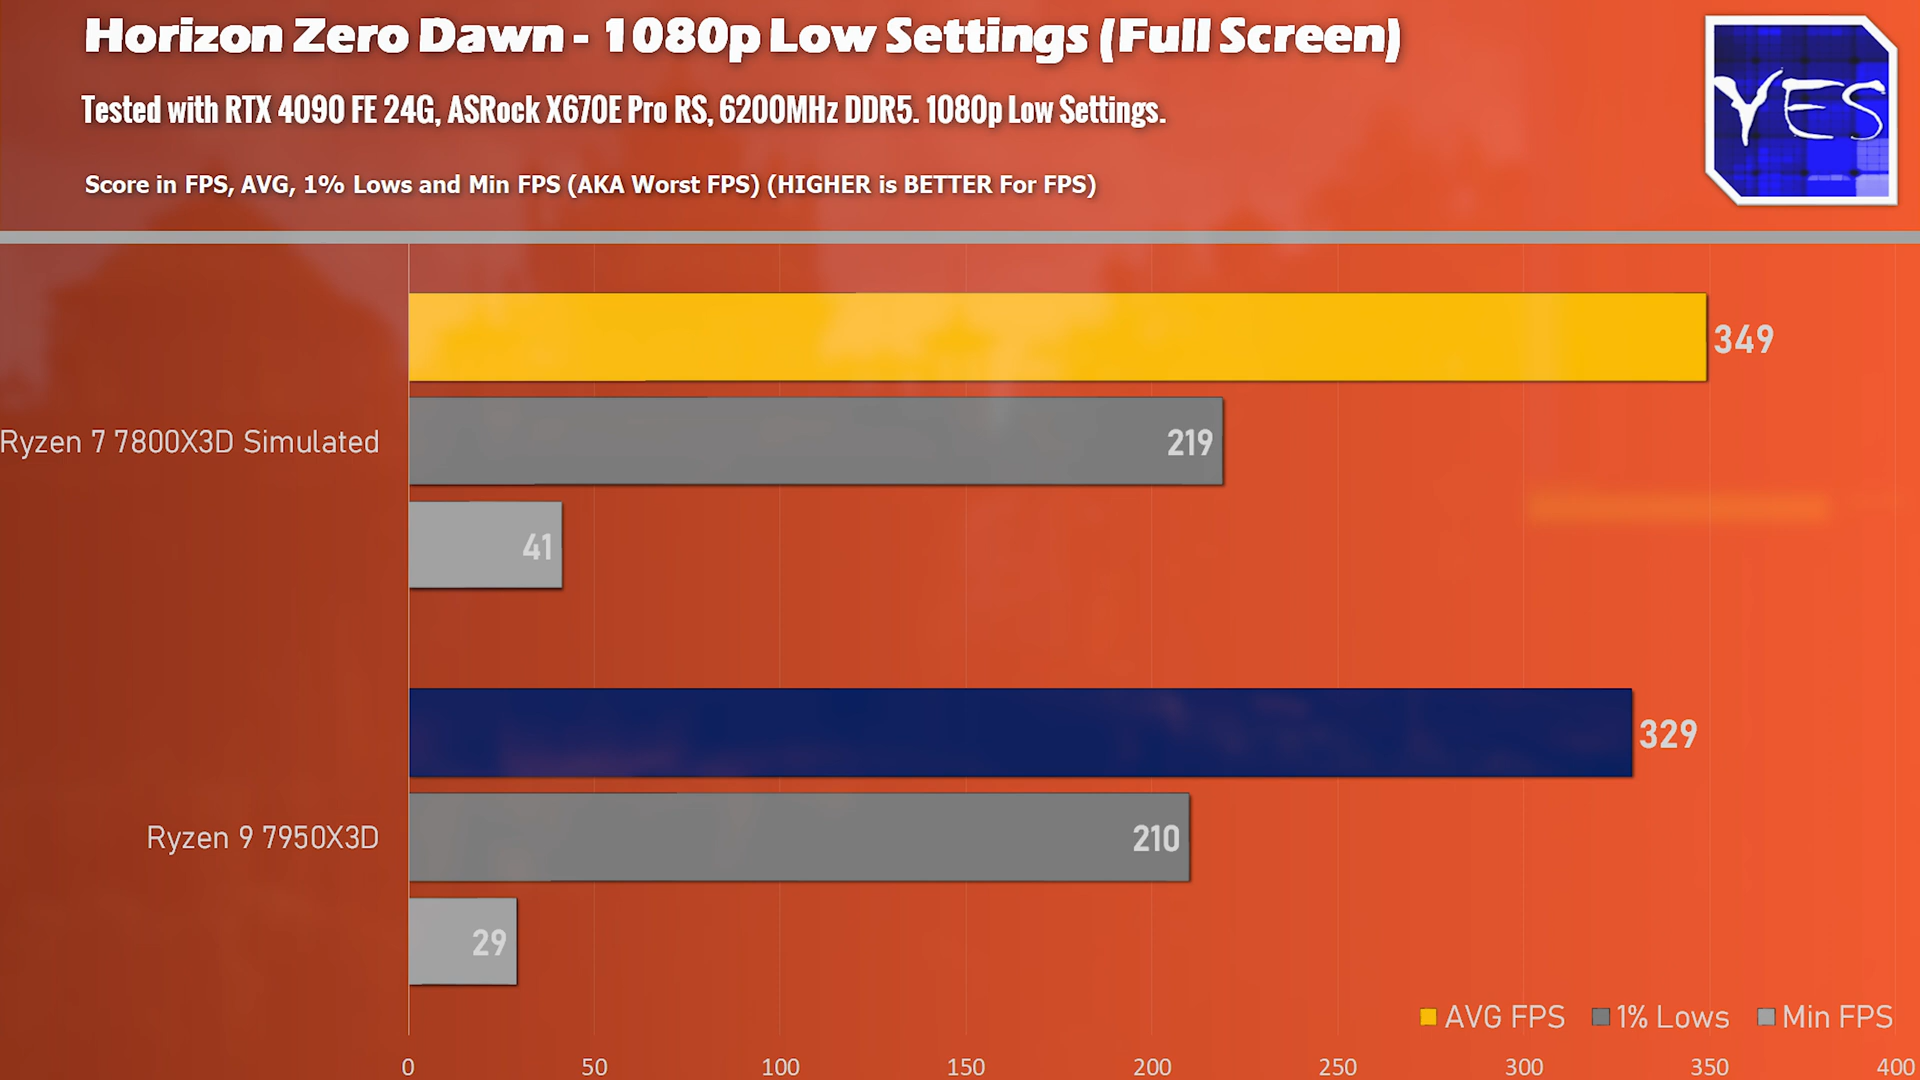 Horizon Zero Dawn - 1080p Low Settings (Full Screen)
Tested with RTX 4090 FE 24G, ASRock X670E Pro RS, 6200MHz DDR5. 1080p Low Settings.
Score in FPS, AVG, 1% Lows and Min FPS (AKA Worst FPS) (HIGHER is BETTER For FPS)
YES
349
Ryzen 7 7800X3D Simulated
219
41
329
Ryzen 9 7950X3D
210
29
AVG FPS 1% Lows Min FPS
0 50 100 150 200 250 300 350 400